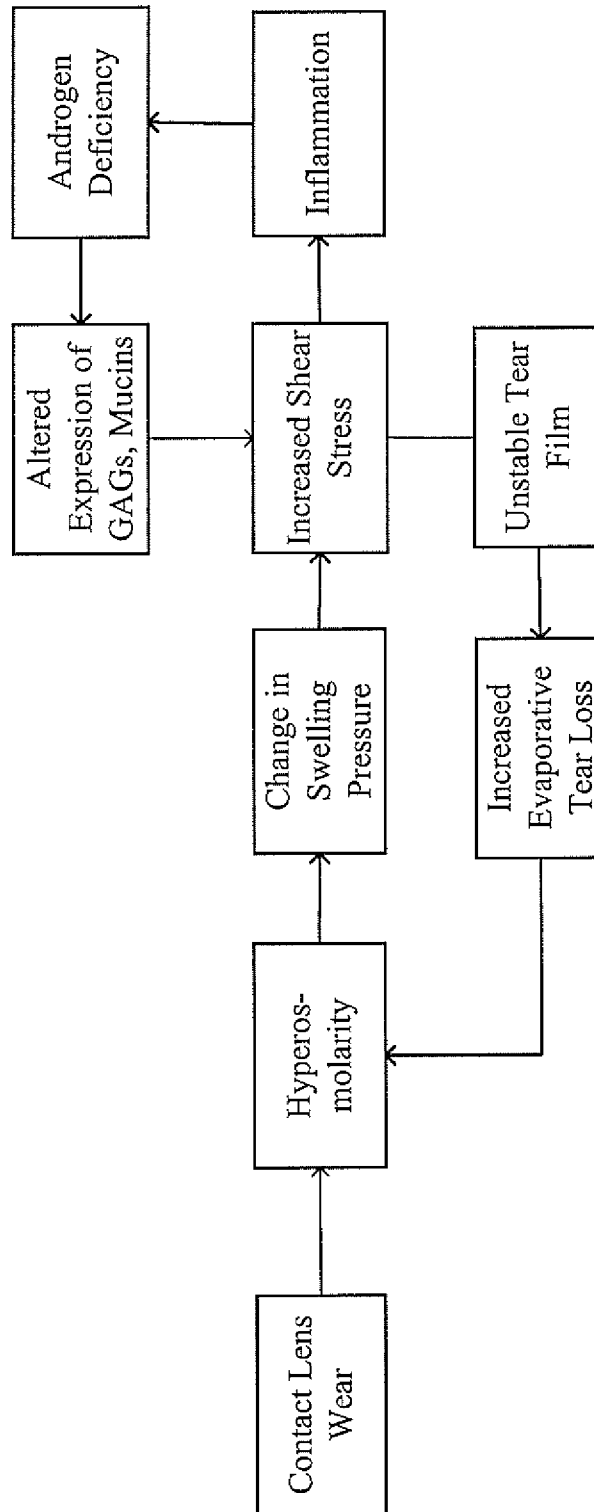 Contact Lens
Wear
Hyperos-
molarity
Change in
Swelling
Pressure
Increased Shear
Stress
Inflammation
Androgen
Deficiency
Altered
Expression of
GAGs, Mucins
Unstable Tear
Film
Increased
Evaporative
Tear Loss